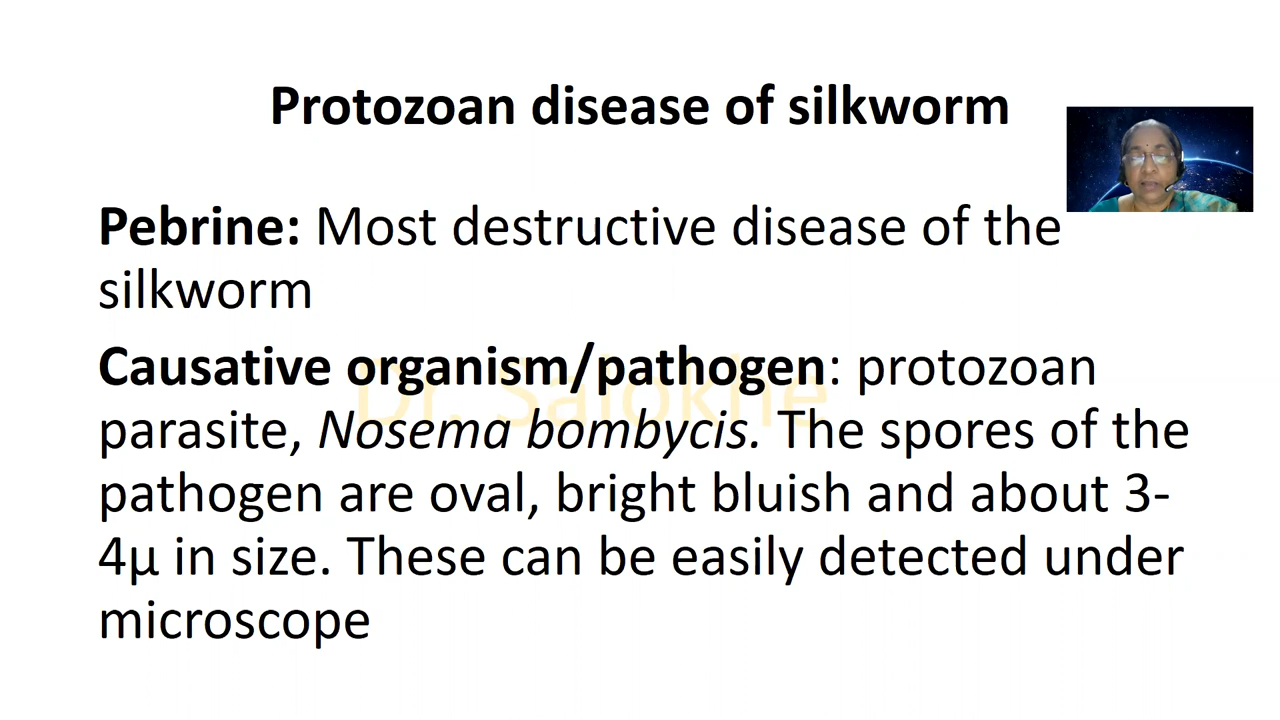 Protozoan disease of silkworm
Pebrine: Most destructive disease of the
silkworm
Causative organism/pathogen: protozoan
parasite, Nosema bombycis. The spores of the
pathogen are oval, bright bluish and about 3-
4µ in size. These can be easily detected under
microscope
Dr. Salokhe